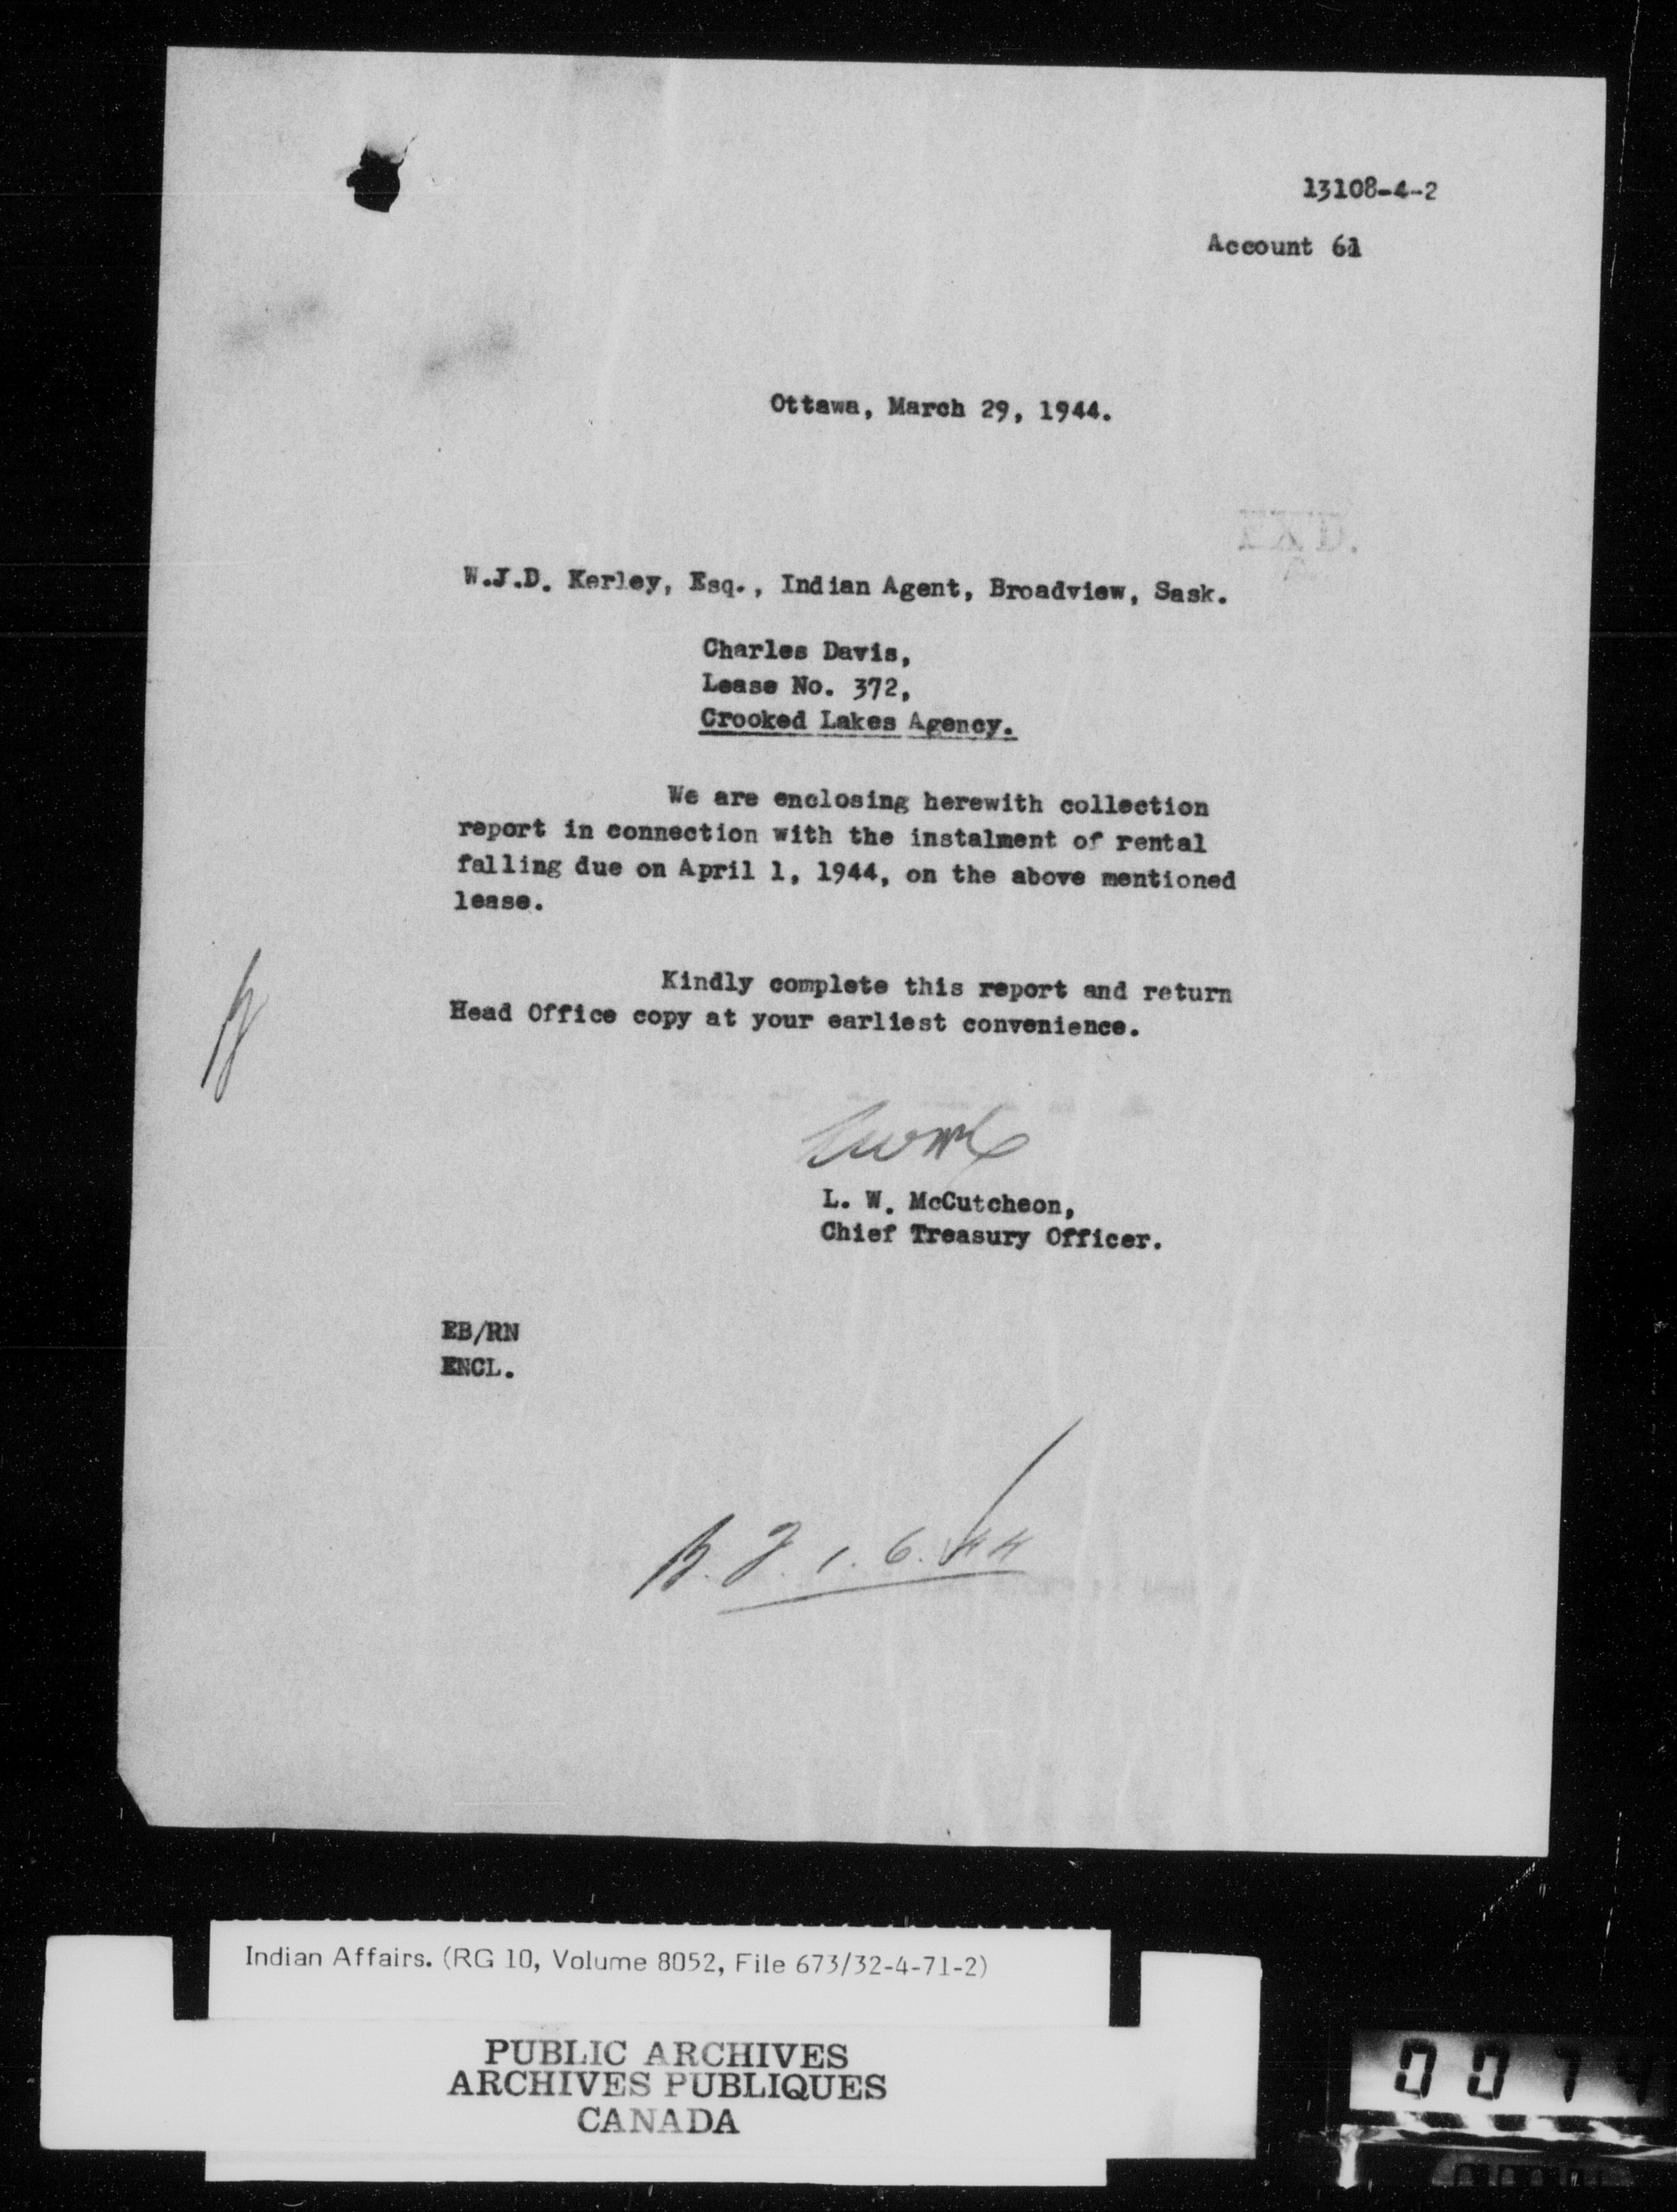 13108-4-2
Account 61
Ottawa, March 29, 1944.
W.J.D. Kerley, Esq., Indian Agent, Broadview, Sask.
Charles Davis,
Lease No. 372,
Crooked Lakes Agency.
We are enclosing herewith collection
report in connection with the instalment of rental
falling due on April 1, 1944, on the above mentioned
lease.
Kindly complete this report and return
Head Office copy at your earliest convenience.
L. W. McCutcheon,
Chief Treasury Officer.
EB/RN
ENCL.
B.F. 1.6.44
Indian Affairs. (RG 10, Volume 8052, File 673/32-4-71-2)
PUBLIC ARCHIVES
ARCHIVES PUBLIQUES
CANADA
0074